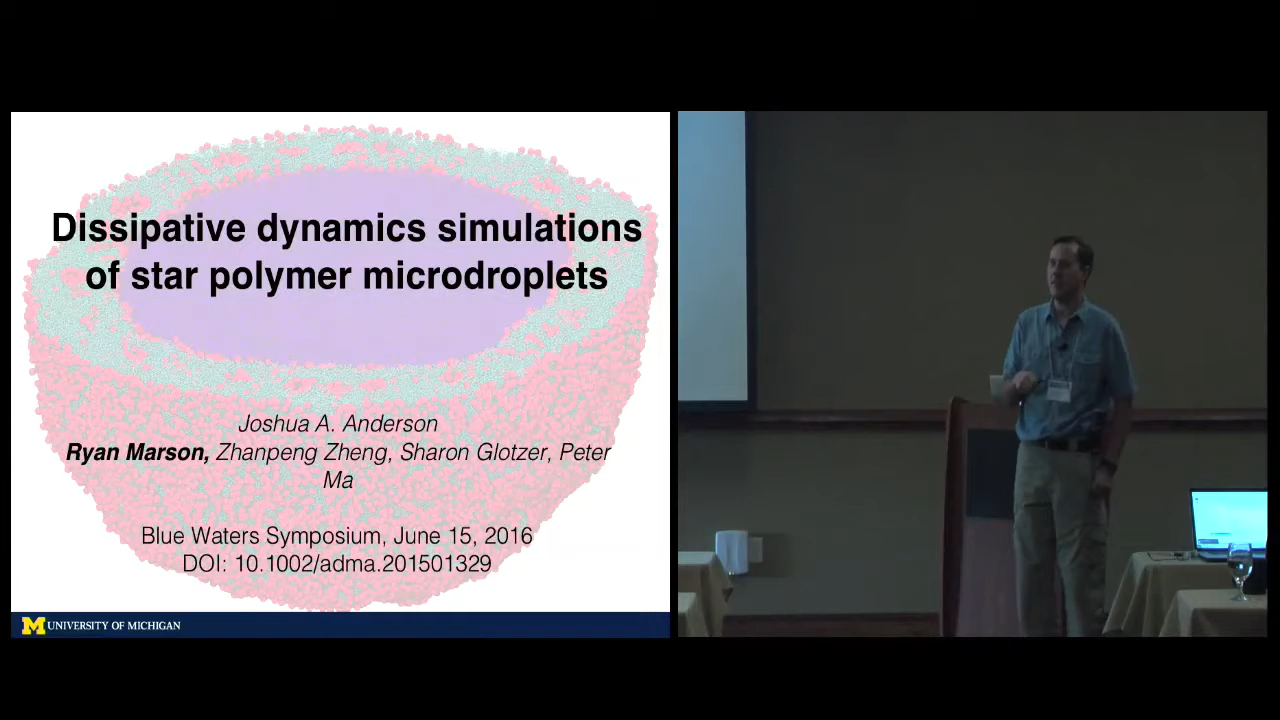 Dissipative dynamics simulations
of star polymer microdroplets
Joshua A. Anderson
Ryan Marson, Zhanpeng Zheng, Sharon Glotzer, Peter
Ma
Blue Waters Symposium, June 15, 2016
DOI: 10.1002/adma.201501329
M UNIVERSITY OF MICHIGAN